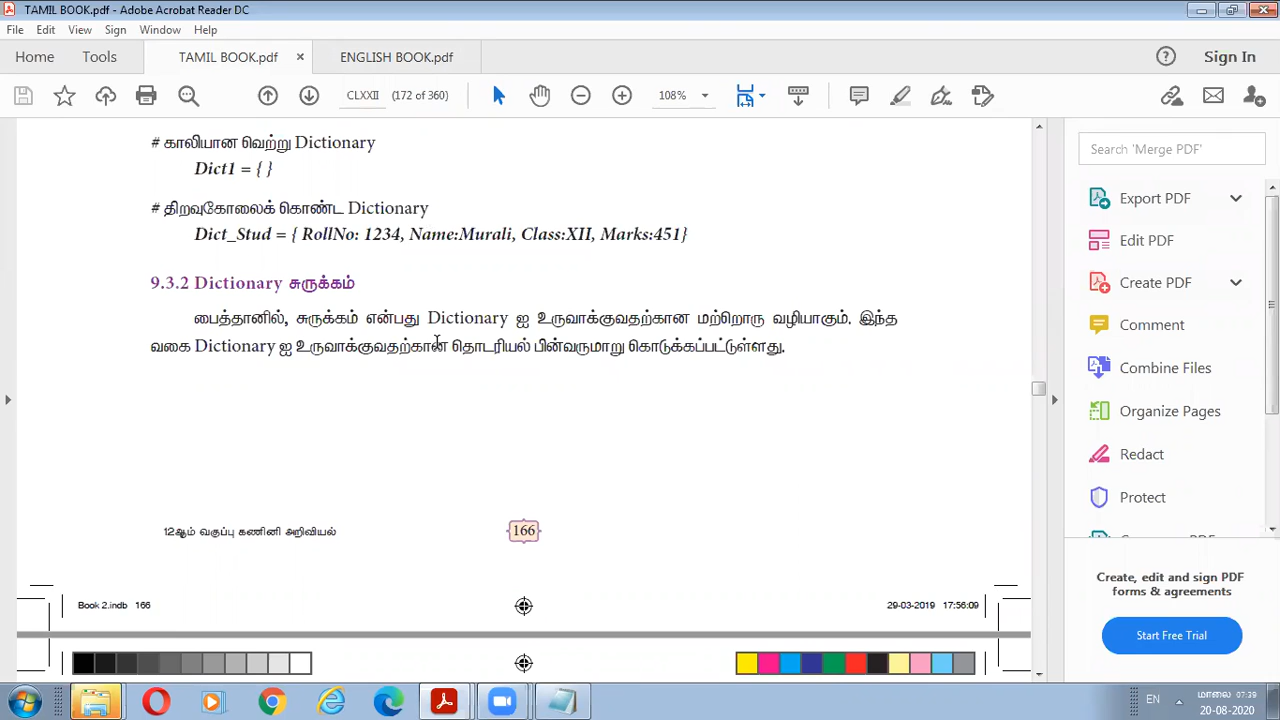 TAMIL BOOK.pdf - Adobe Acrobat Reader DC
File Edit View Sign Window Help
Home Tools TAMIL BOOK.pdf × ENGLISH BOOK.pdf Sign In
CLXXII (172 of 360) 108%
# காலியான வெற்று Dictionary
Dict1 = { }
# திறவுகோலைக் கொண்ட Dictionary
Dict_Stud = { RollNo: 1234, Name:Murali, Class:XII, Marks:451}
9.3.2 Dictionary சுருக்கம்
பைத்தானில், சுருக்கம் என்பது Dictionary ஐ உருவாக்குவதற்கான மற்றொரு வழியாகும். இந்த
வகை Dictionary ஐ உருவாக்குவதற்கான தொடரியல் பின்வருமாறு கொடுக்கப்பட்டுள்ளது.
12ஆம் வகுப்பு கணினி அறிவியல் 166
Book 2.indb 166 29-03-2019 17:56:09
Search 'Merge PDF'
Export PDF
Edit PDF
Create PDF
Comment
Combine Files
Organize Pages
Redact
Protect
Create, edit and sign PDF
forms & agreements
Start Free Trial
EN மாலை 07:39
20-08-2020